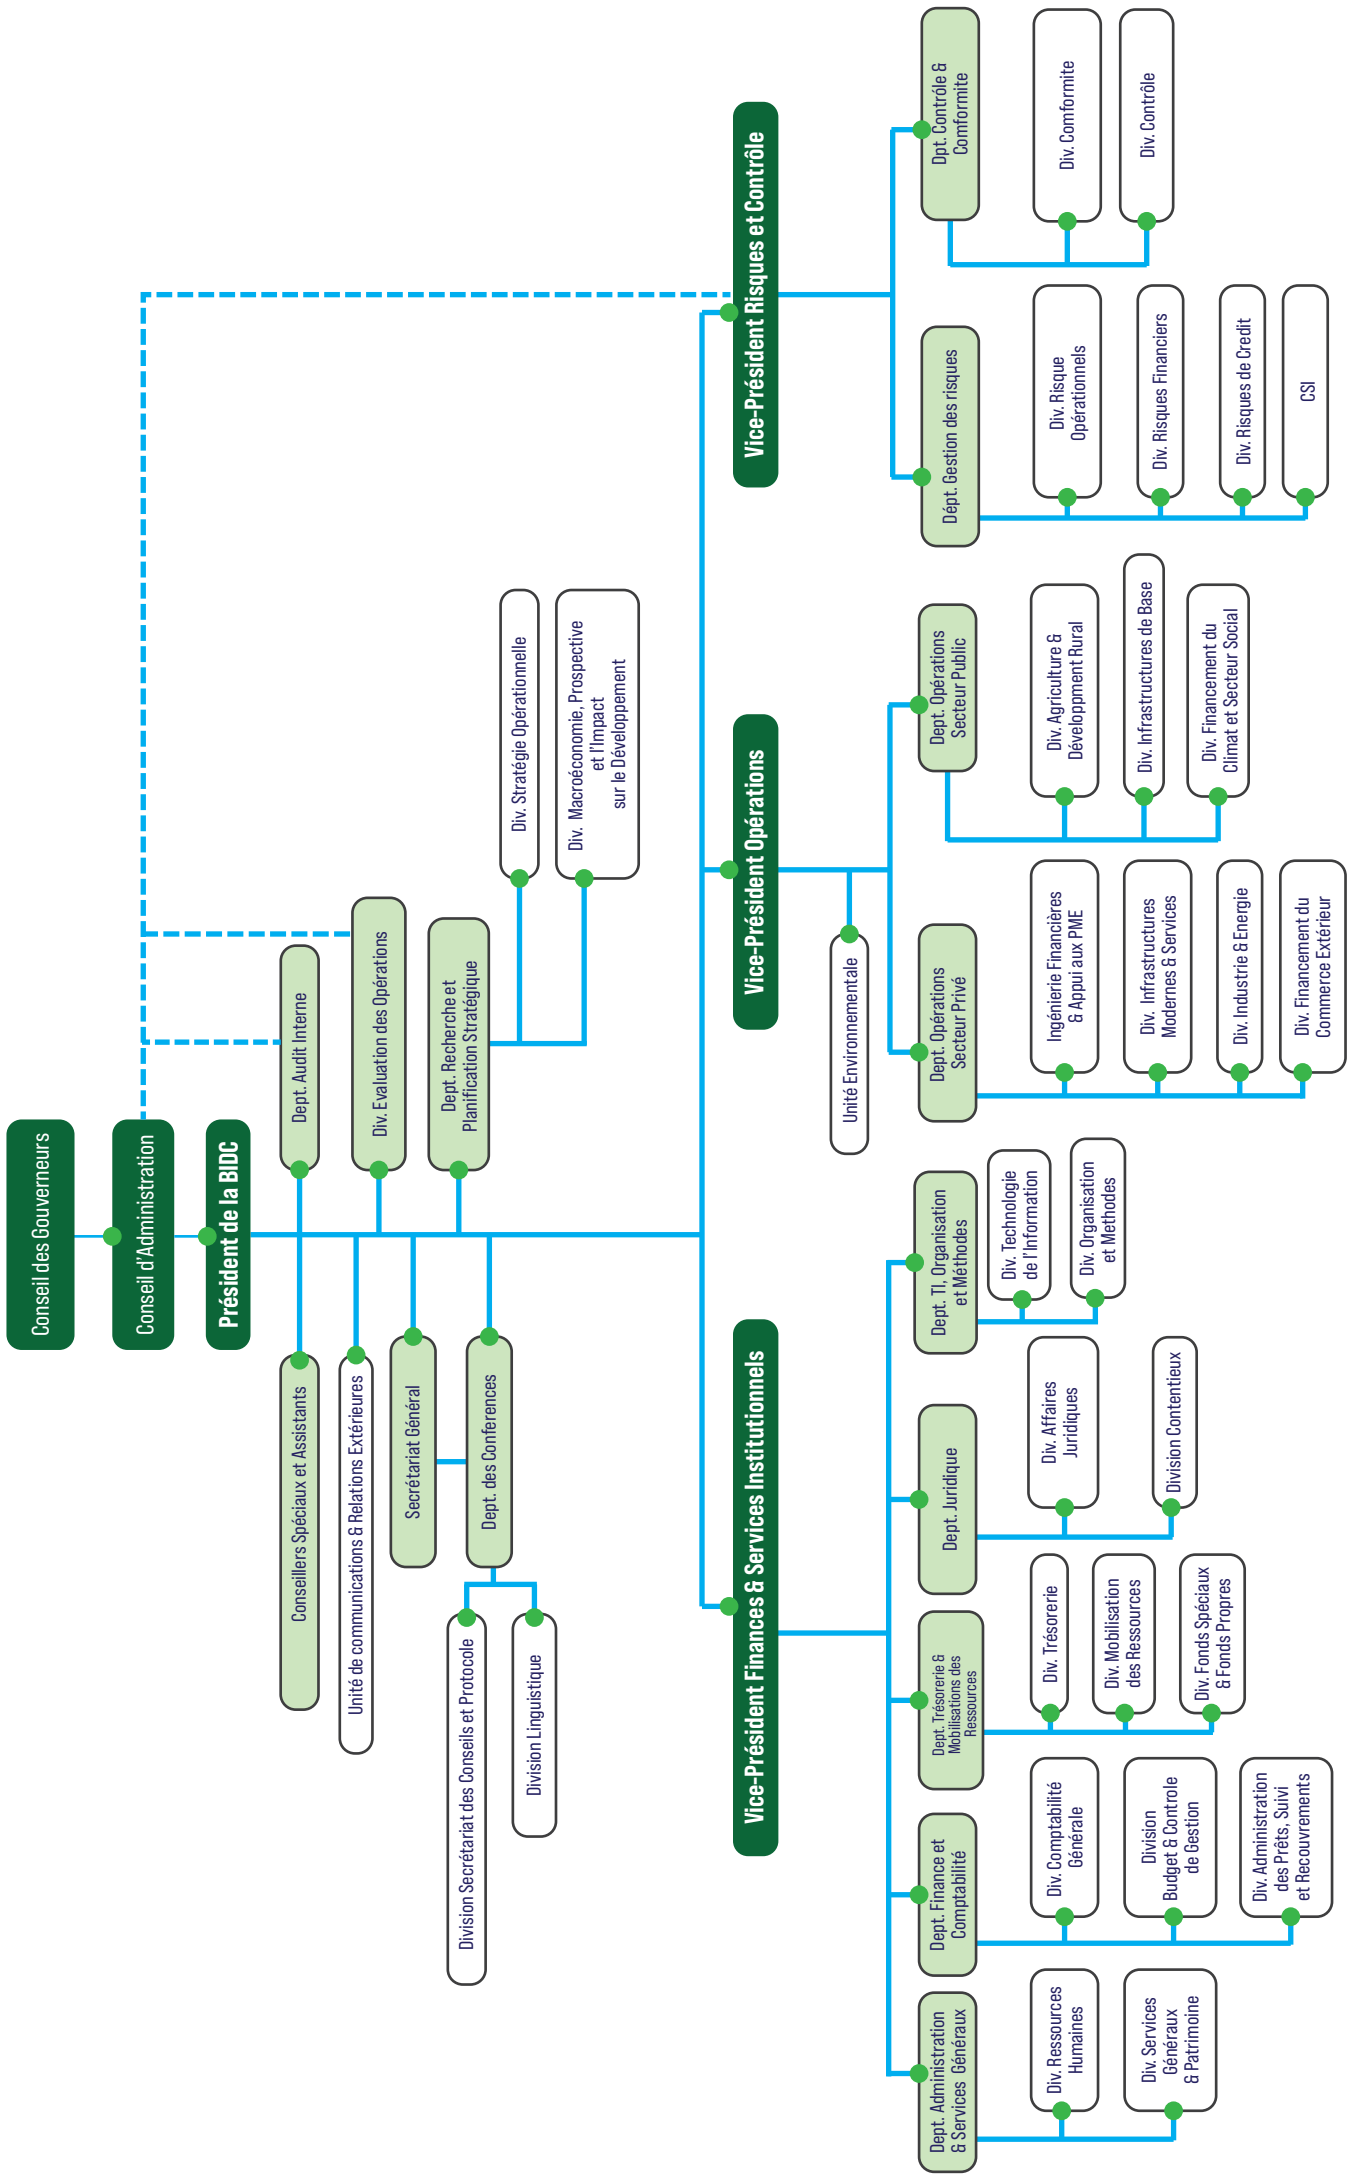 Conseil des Gouverneurs
Conseil d'Administration
Président de la BIDC
Conseillers Spéciaux et Assistants
Dept. Audit Interne
Unité de communications & Relations Extérieures
Div. Evaluation des Opérations
Secrétariat Général
Dept. Recherche et
Planification Stratégique
Dept. des Conferences
Division Secrétariat des Conseils et Protocole
Division Linguistique
Div. Stratégie Opérationnelle
Div. Macroéconomie, Prospective
et l'Impact
sur le Développement
Vice-Président Finances & Services Institutionnels
Vice-Président Opérations
Vice-Président Risques et Contrôle
Unité Environnementale
Dept. Administration
& Services Généraux
Div. Ressources
Humaines
Div. Services
Généraux
& Patrimoine
Dept. Finance et
Comptabilité
Div. Comptabilité
Générale
Division
Budget & Controle
de Gestion
Div. Administration
des Prêts, Suivi
et Recouvrements
Dept. Trésorerie &
Mobilisations des
Ressources
Div. Trésorerie
Div. Mobilisation
des Ressources
Div. Fonds Spéciaux
& Fonds Propres
Dept. Juridique
Div. Affaires
Juridiques
Division Contentieux
Dept. TI, Organisation
et Méthodes
Div. Technologie
de l'Information
Div. Organisation
et Methodes
Dept. Opérations
Secteur Privé
Ingénierie Financières
& Appui aux PME
Div. Infrastructures
Modernes & Services
Div. Industrie & Energie
Div. Financement du
Commerce Extérieur
Dept. Opérations
Secteur Public
Div. Agriculture &
Développment Rural
Div. Infrastructures de Base
Div. Financement du
Climat et Secteur Social
Dépt. Gestion des risques
Div. Risque
Opérationnels
Div. Risques Financiers
Div. Risques de Credit
CSI
Dpt. Contrôle &
Comformite
Div. Comformite
Div. Contrôle